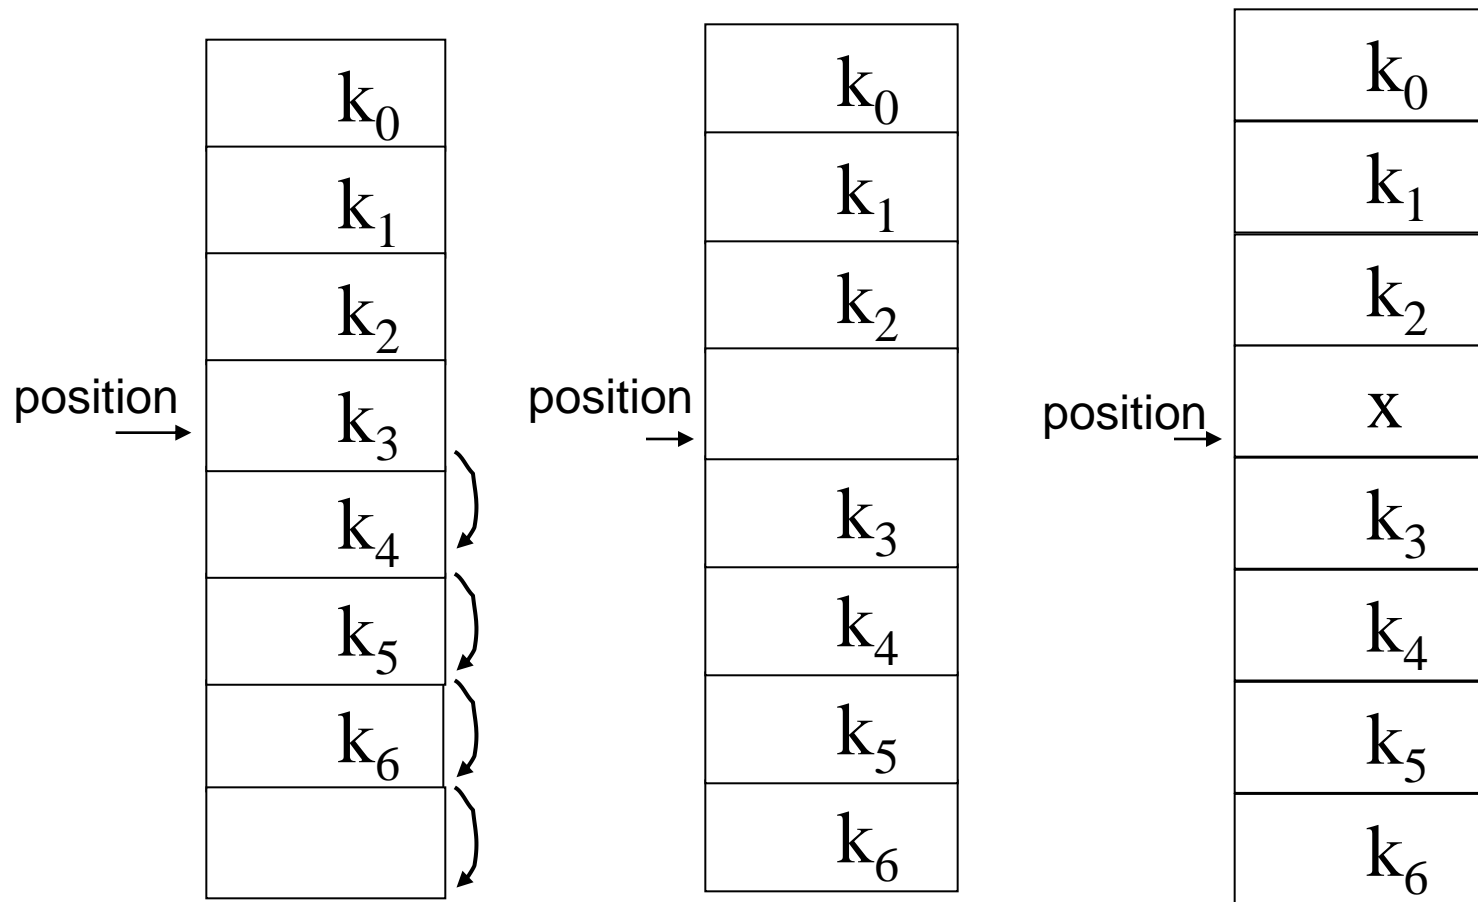 k₀
k₁
k₂
position
k₃
k₄
k₅
k₆
k₀
k₁
k₂
position
k₃
k₄
k₅
k₆
k₀
k₁
k₂
position
x
k₃
k₄
k₅
k₆